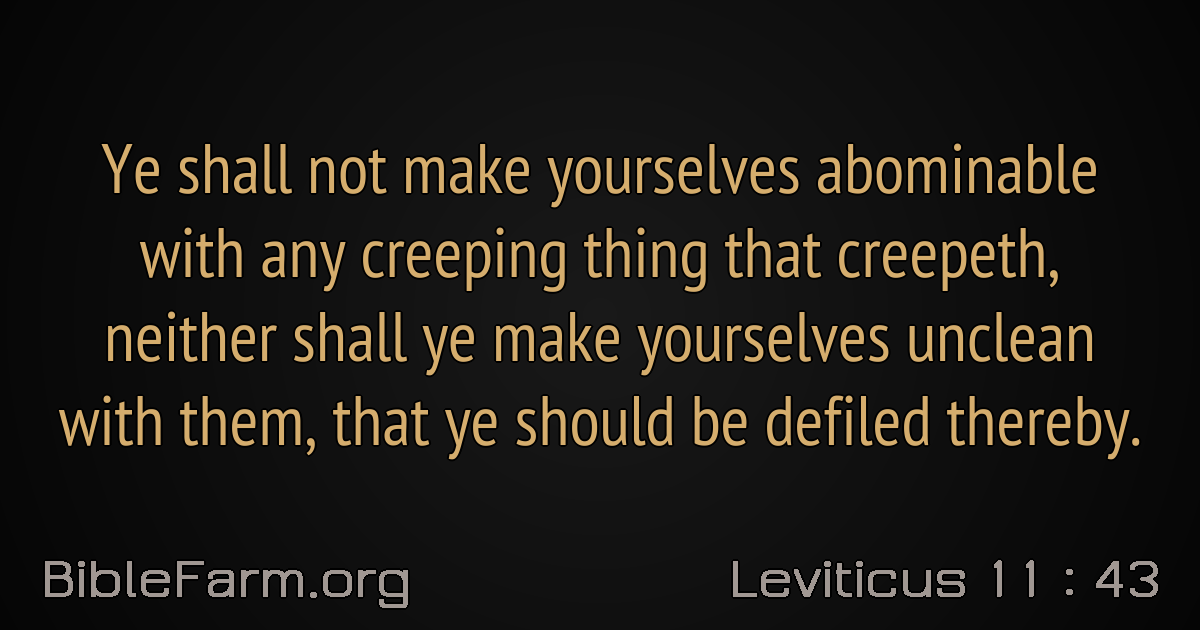 Ye shall not make yourselves abominable
with any creeping thing that creepeth,
neither shall ye make yourselves unclean
with them, that ye should be defiled thereby.
BibleFarm.org
Leviticus 11 : 43